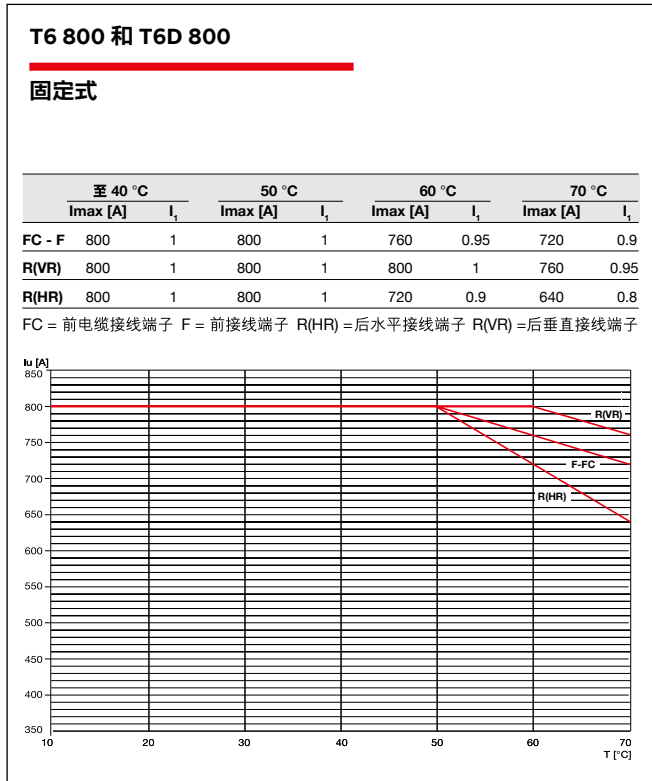 T6 800 和 T6D 800
固定式
至 40 °C 50 °C 60 °C 70 °C
Imax [A] I1 Imax [A] I1 Imax [A] I1 Imax [A] I1
FC - F 800 1 800 1 760 0.95 720 0.9
R(VR) 800 1 800 1 800 1 760 0.95
R(HR) 800 1 800 1 720 0.9 640 0.8
FC = 前电缆接线端子 F = 前接线端子 R(HR) =后水平接线端子 R(VR) =后垂直接线端子
Iu [A]
850
800
R(VR)
750
F-FC
700
R(HR)
650
600
550
500
450
400
350
10 20 30 40 50 60 70
T [°C]